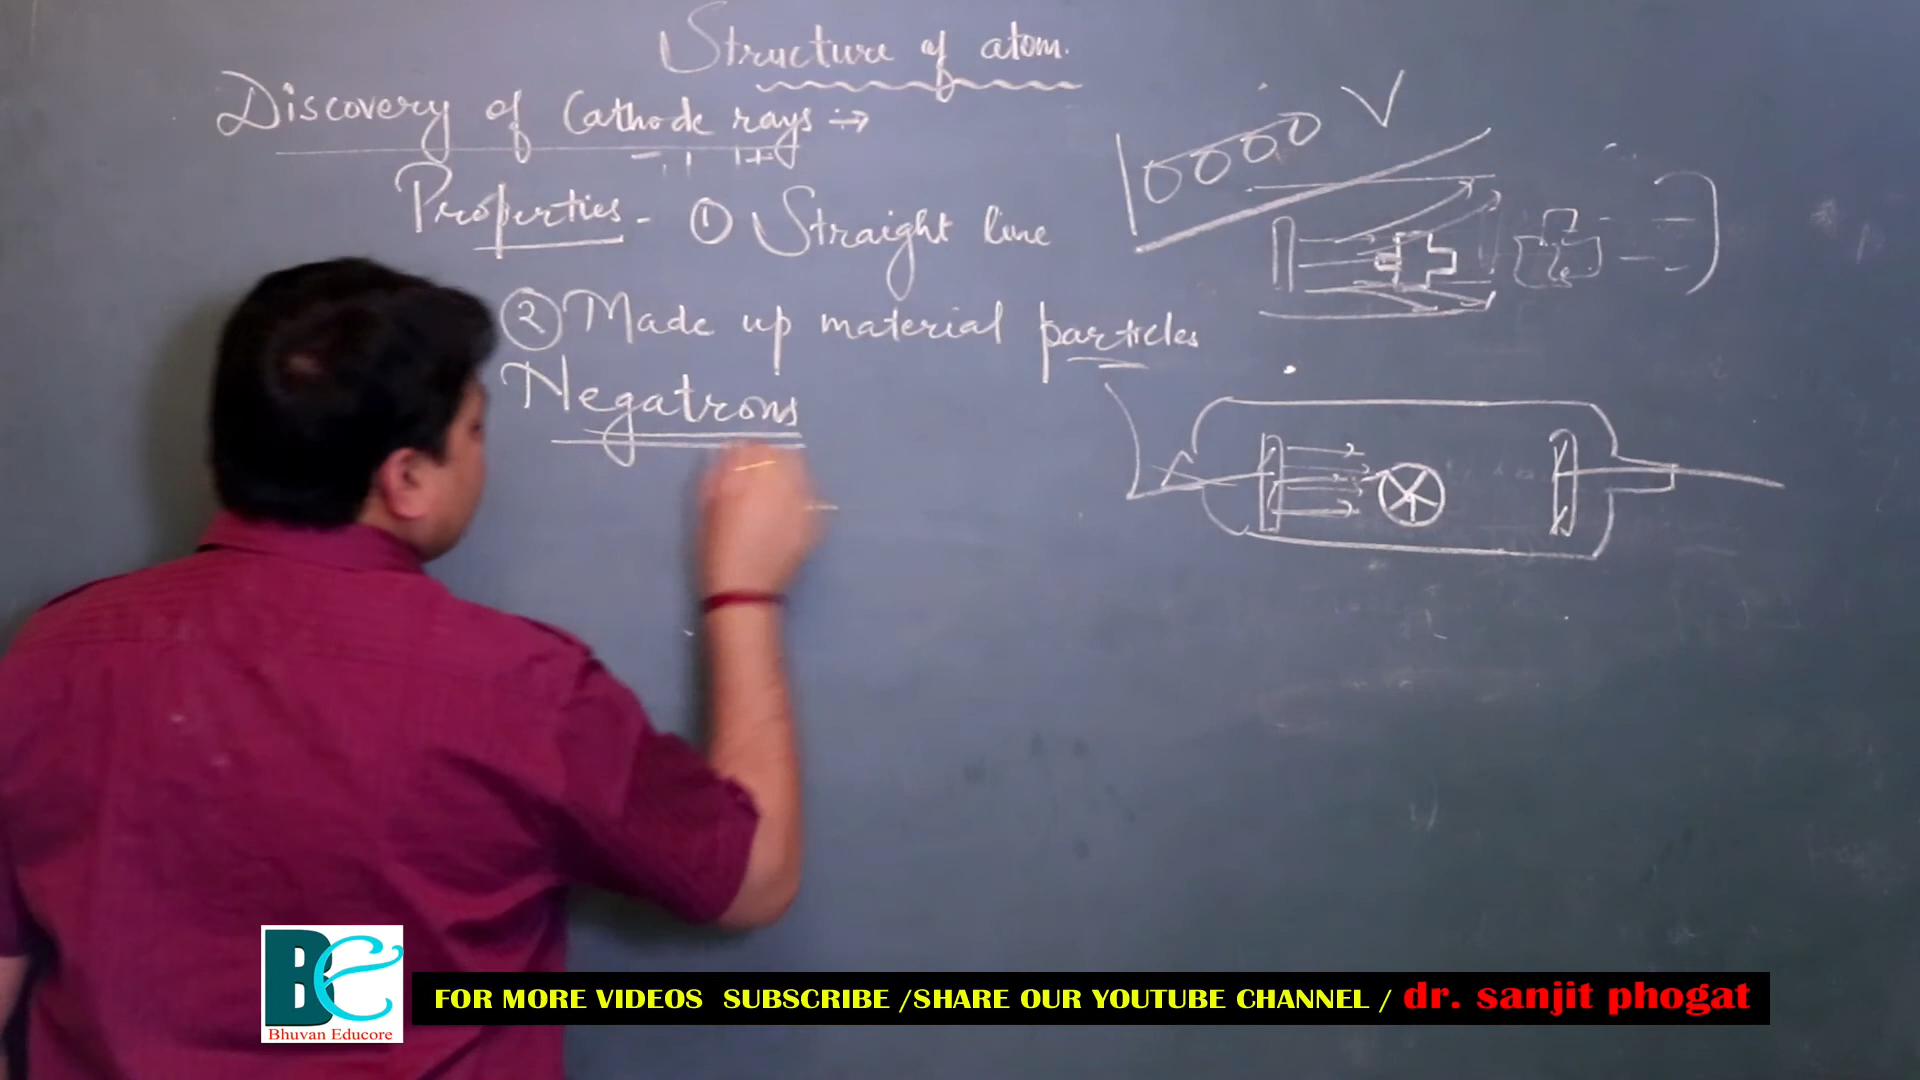 Structure of atom.
Discovery of Cathode rays →
Properties - ① Straight line
② Made up material particles
Negatrons
BE
Bhuvan Educore
FOR MORE VIDEOS SUBSCRIBE /SHARE OUR YOUTUBE CHANNEL / dr. sanjit phogat